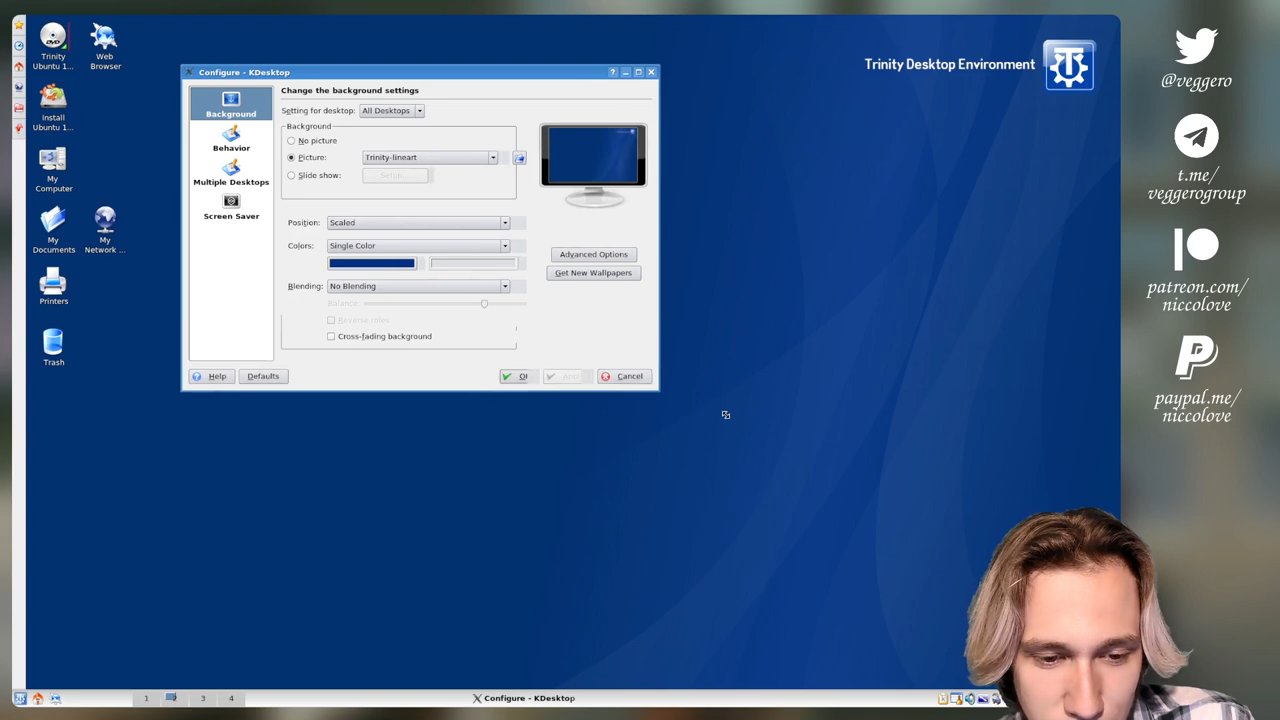 Trinity
Ubuntu 1...
Web
Browser
Install
Ubuntu 1...
My
Computer
My
Documents
My
Network ...
Printers
Trash
Trinity Desktop Environment
Configure - KDesktop
Background
Behavior
Multiple Desktops
Screen Saver
Change the background settings
Setting for desktop: All Desktops
Background
No picture
Picture: Trinity-lineart
Slide show:
Position: Scaled
Colors: Single Color
Blending: No Blending
Balance:
Reverse roles
Cross-fading background
Advanced Options
Get New Wallpapers
Help
Defaults
Cancel
1
3
4
Configure - KDesktop
@veggero
t.me/
veggerogroup
patreon.com/
niccolove
paypal.me/
niccolove